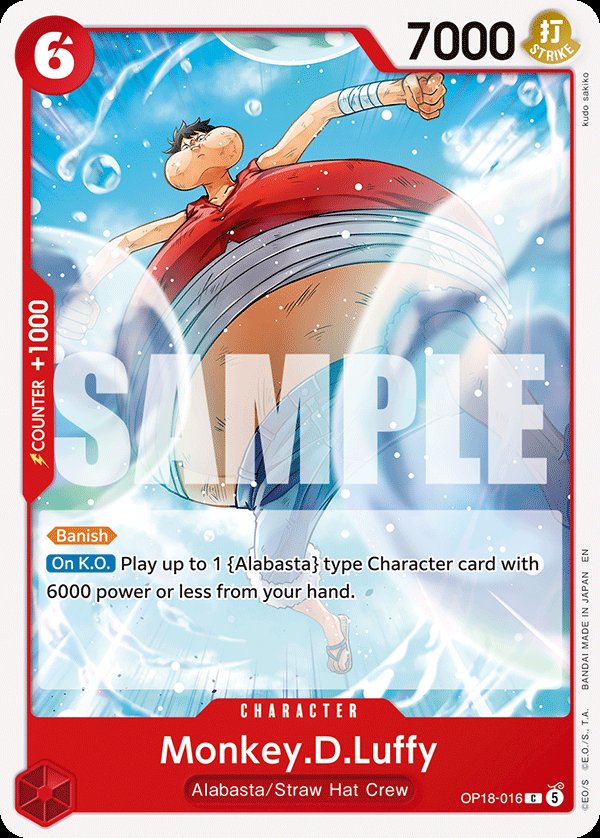 6
7000
打
STRIKE
kudo sakiko
COUNTER +1000
SAMPLE
Banish
On K.O. Play up to 1 {Alabasta} type Character card with
6000 power or less from your hand.
©EO/S ©E.O./S., T.A. BANDAI MADE IN JAPAN EN
CHARACTER
Monkey.D.Luffy
Alabasta/Straw Hat Crew
OP18-016 C 5